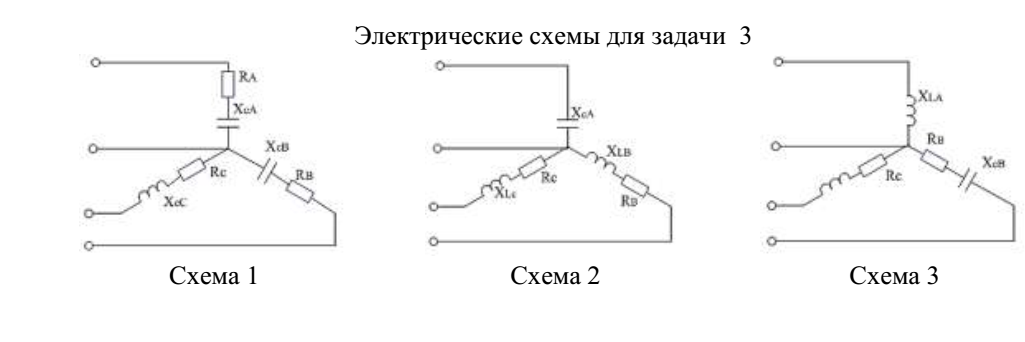 Электрические схемы для задачи 3
RA
XcA
XcB
Rc
RB
XcC
Схема 1
XcA
XLB
Rc
XLc
RB
Схема 2
XLA
RB
XcB
Rc
Схема 3